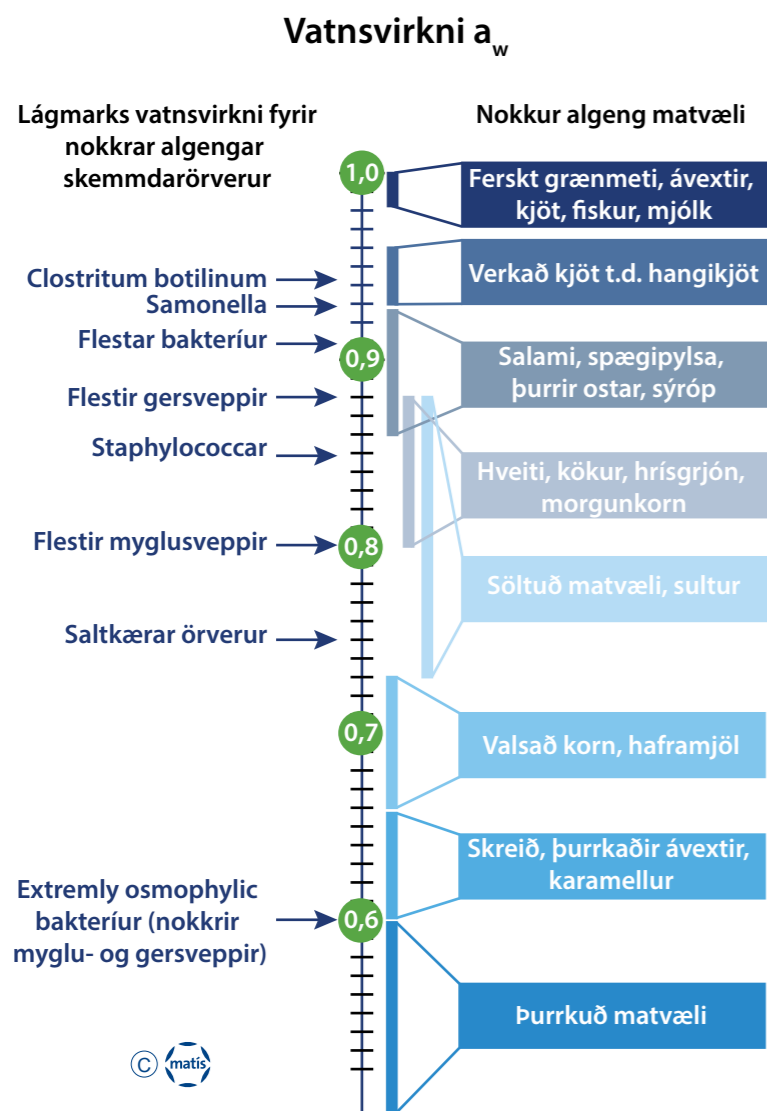 Vatnsvirkni aw
Lágmarks vatnsvirkni fyrir
nokkrar algengar
skemmdarörverur
Nokkur algeng matvæli
1,0
Ferskt grænmeti, ávextir,
kjöt, fiskur, mjólk
Clostritum botilinum
Verkað kjöt t.d. hangikjöt
Samonella
Flestar bakteríur
0,9
Salami, spægipylsa,
þurrir ostar, sýróp
Flestir gersveppir
Staphylococcar
Hveiti, kökur, hrísgrjón,
morgunkorn
Flestir myglusveppir
0,8
Söltuð matvæli, sultur
Saltkærar örverur
0,7
Valsað korn, haframjöl
Skreið, þurrkaðir ávextir,
karamellur
Extremly osmophylic
bakteríur (nokkrir
myglu- og gersveppir)
0,6
Þurrkuð matvæli
© matís